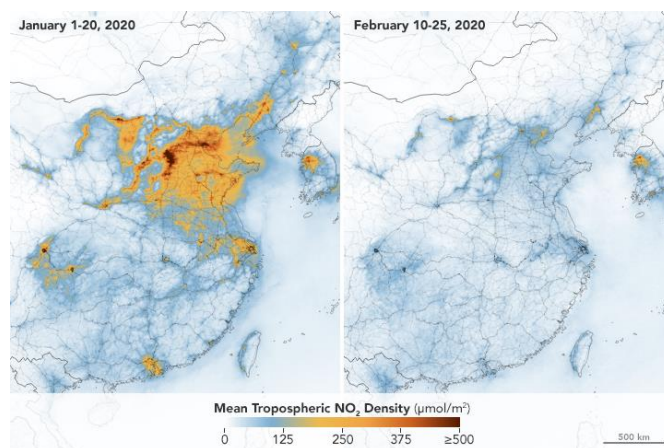 January 1-20, 2020
February 10-25, 2020
Mean Tropospheric NO₂ Density (μmol/m²)
0 125 250 375 ≥500
500 km